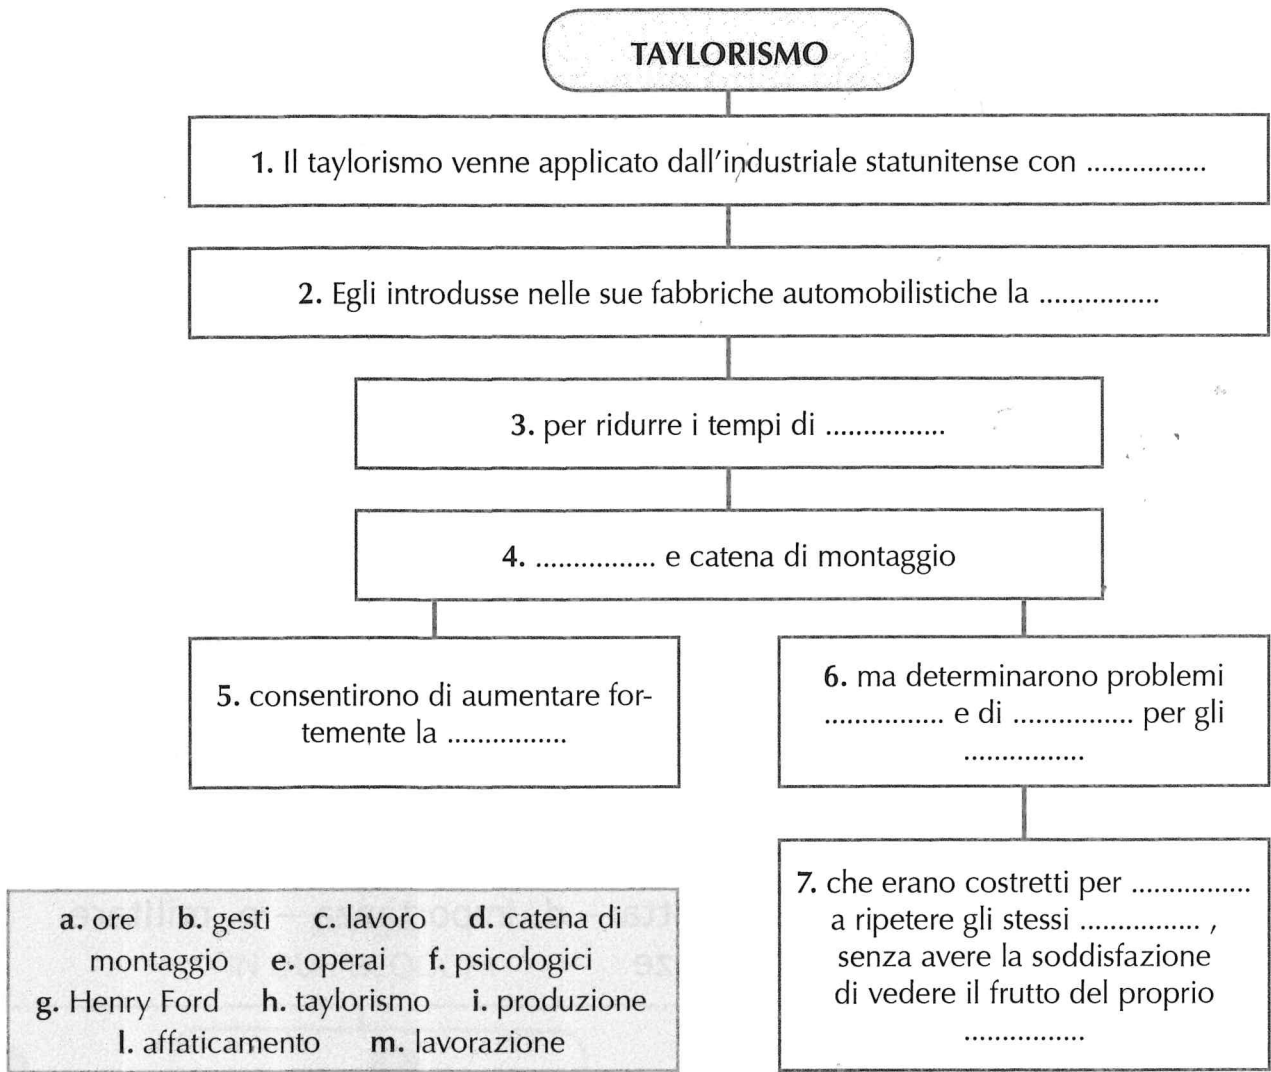 TAYLORISMO
1. Il taylorismo venne applicato dall'industriale statunitense con ................
2. Egli introdusse nelle sue fabbriche automobilistiche la ................
3. per ridurre i tempi di ................
4. ................ e catena di montaggio
5. consentirono di aumentare for-
temente la ................
6. ma determinarono problemi
................ e di ................ per gli
................
7. che erano costretti per ................
a ripetere gli stessi ................ ,
senza avere la soddisfazione
di vedere il frutto del proprio
................
a. ore b. gesti c. lavoro d. catena di
montaggio e. operai f. psicologici
g. Henry Ford h. taylorismo i. produzione
l. affaticamento m. lavorazione